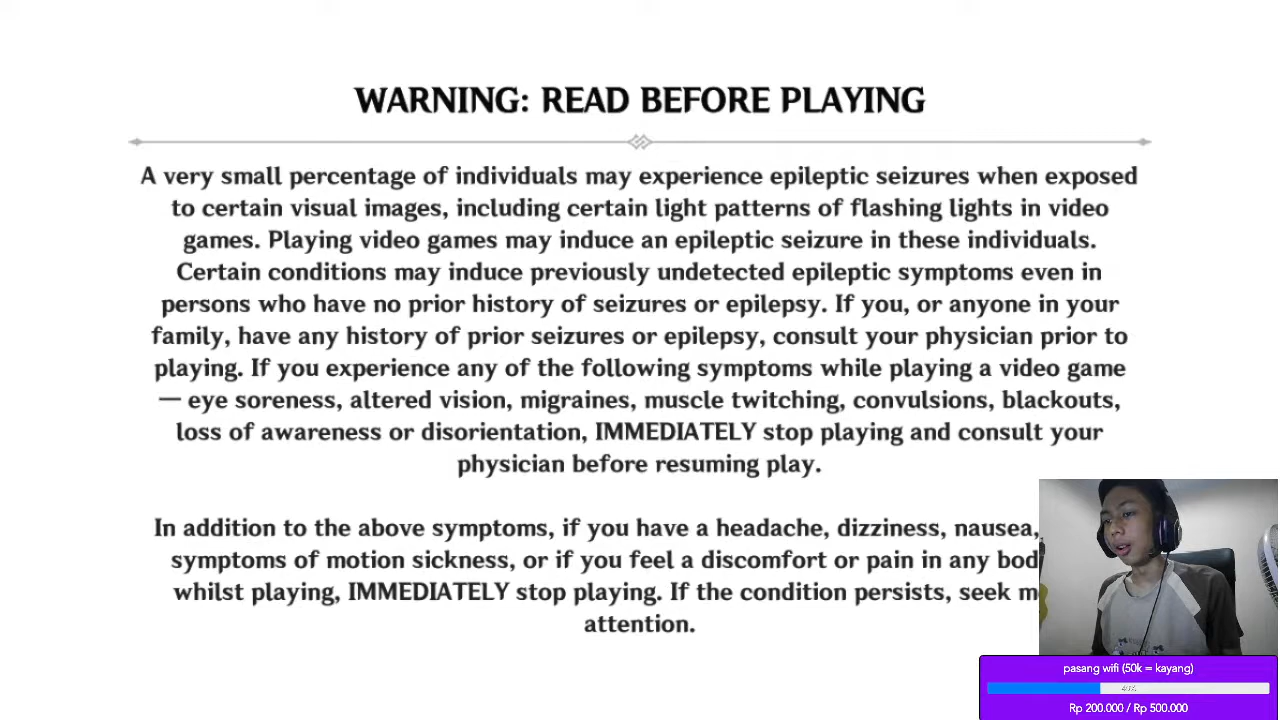 WARNING: READ BEFORE PLAYING
A very small percentage of individuals may experience epileptic seizures when exposed
to certain visual images, including certain light patterns of flashing lights in video
games. Playing video games may induce an epileptic seizure in these individuals.
Certain conditions may induce previously undetected epileptic symptoms even in
persons who have no prior history of seizures or epilepsy. If you, or anyone in your
family, have any history of prior seizures or epilepsy, consult your physician prior to
playing. If you experience any of the following symptoms while playing a video game
— eye soreness, altered vision, migraines, muscle twitching, convulsions, blackouts,
loss of awareness or disorientation, IMMEDIATELY stop playing and consult your
physician before resuming play.
In addition to the above symptoms, if you have a headache, dizziness, nausea,
symptoms of motion sickness, or if you feel a discomfort or pain in any
whilst playing, IMMEDIATELY stop playing. If the condition persists, seek
attention.
pasang wifi (50k = kayang)
40%
Rp 200.000 / Rp 500.000